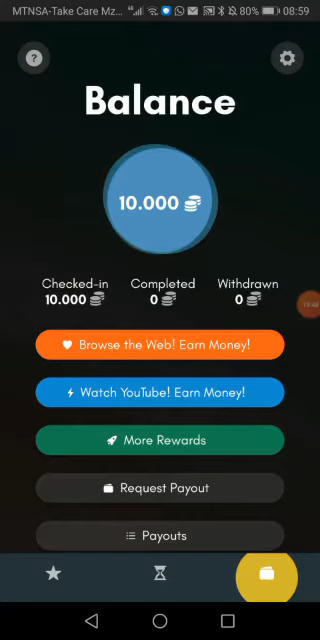 MTNSA-Take Care Mz... 80% 08:59
?
Balance
10.000
Checked-in Completed Withdrawn
10.000 0 0
Browse the Web! Earn Money!
Watch YouTube! Earn Money!
More Rewards
Request Payout
Payouts